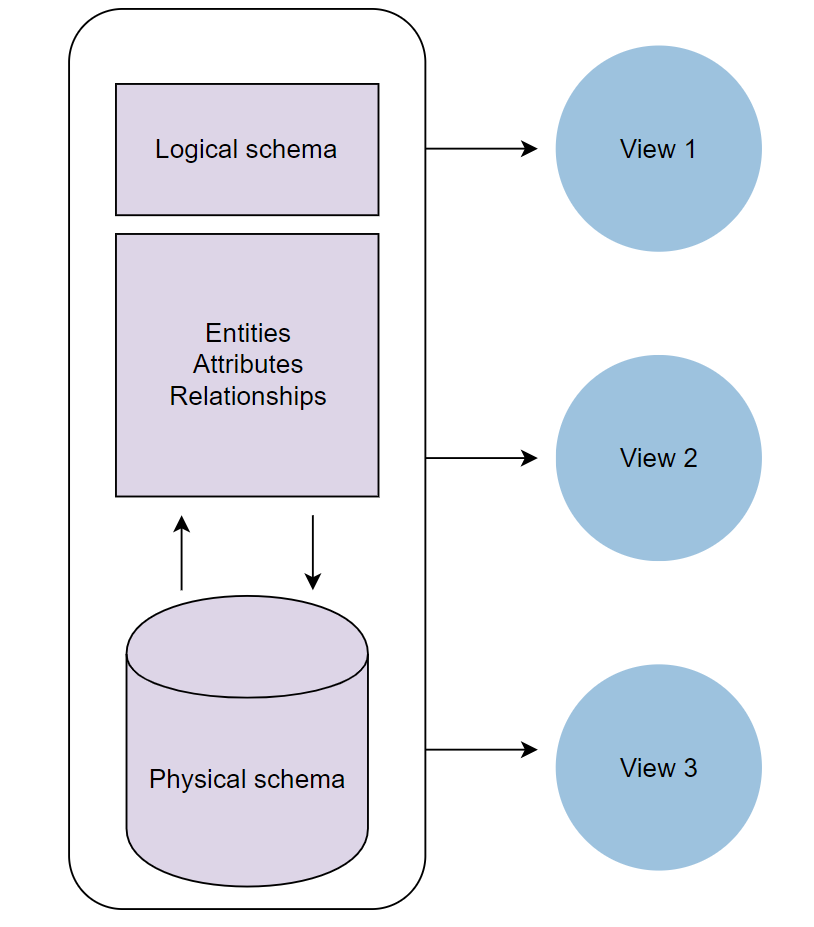 Logical schema
View 1
Entities
Attributes
Relationships
View 2
Physical schema
View 3